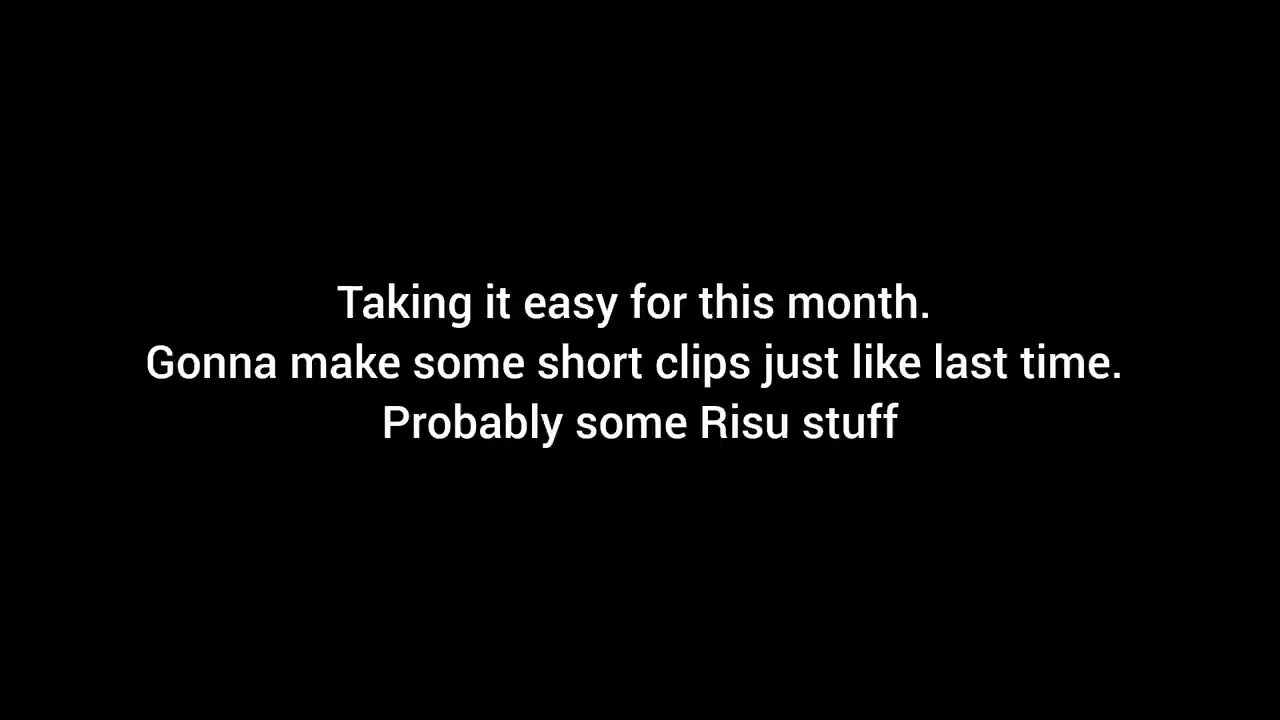 Taking it easy for this month.
Gonna make some short clips just like last time.
Probably some Risu stuff